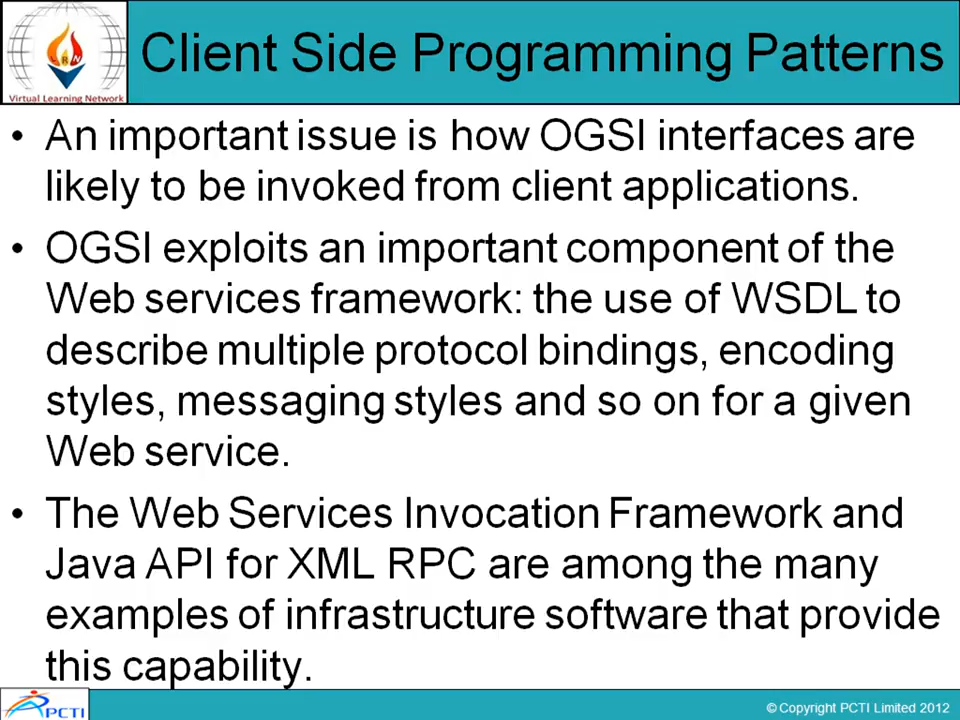 LRN
Virtual Learning Network
Client Side Programming Patterns
• An important issue is how OGSI interfaces are
likely to be invoked from client applications.
• OGSI exploits an important component of the
Web services framework: the use of WSDL to
describe multiple protocol bindings, encoding
styles, messaging styles and so on for a given
Web service.
• The Web Services Invocation Framework and
Java API for XML RPC are among the many
examples of infrastructure software that provide
this capability.
PCTI
© Copyright PCTI Limited 2012